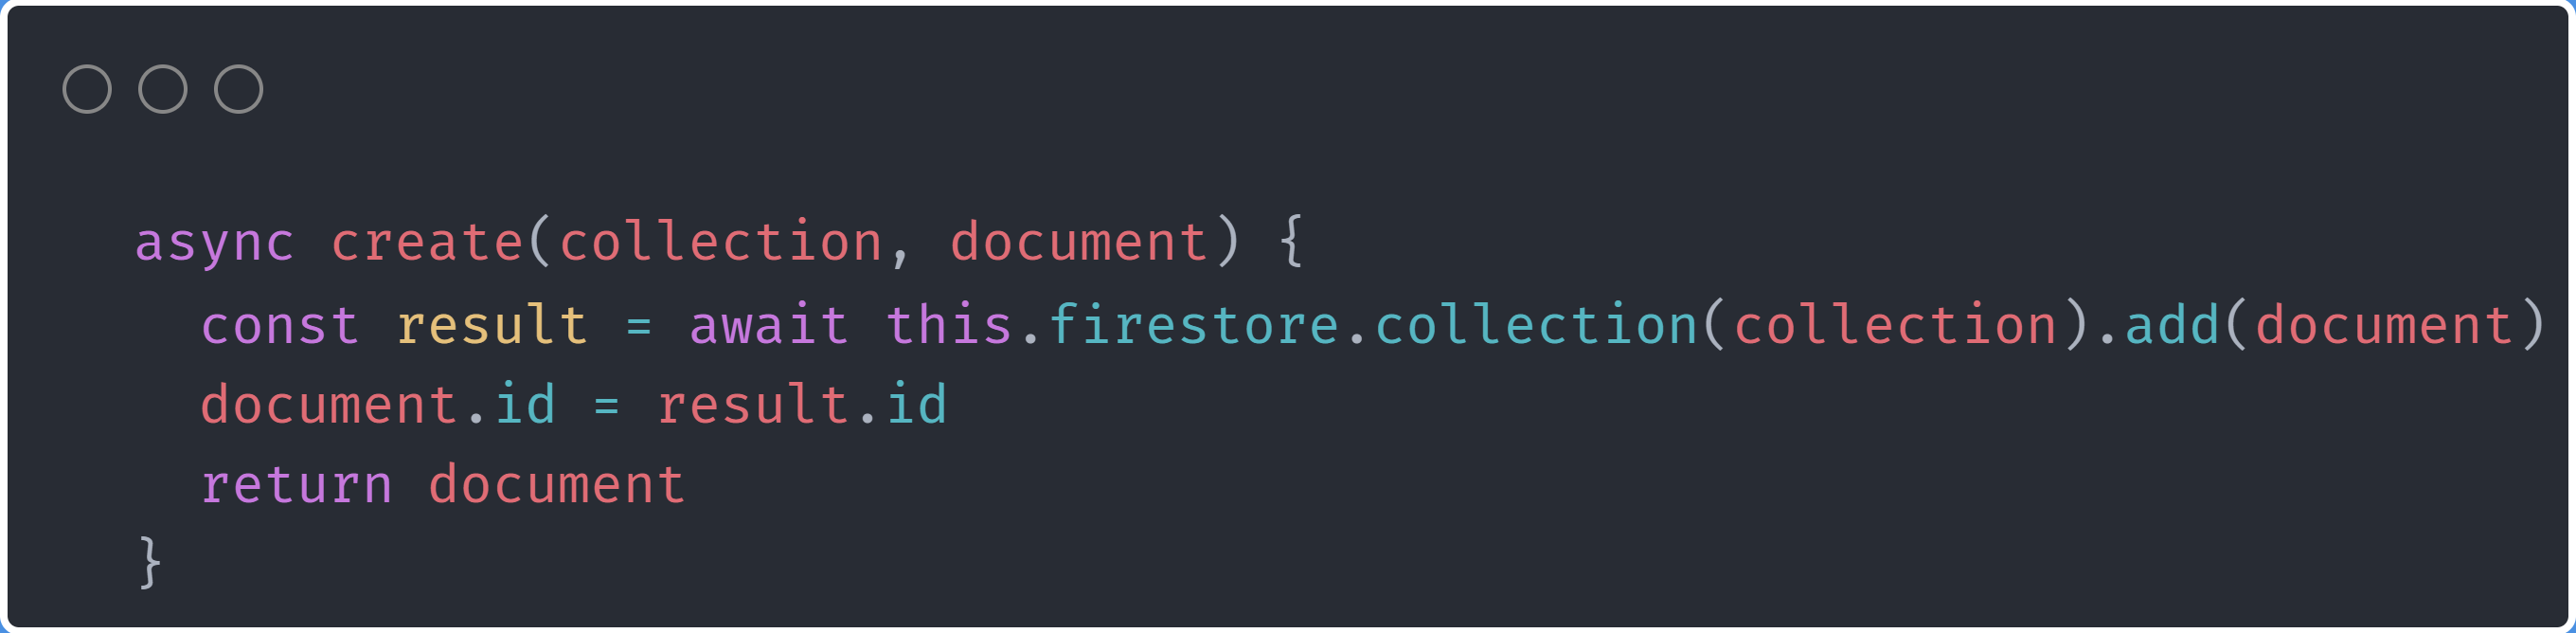 async create(collection, document) {
  const result = await this.firestore.collection(collection).add(document)
  document.id = result.id
  return document
}